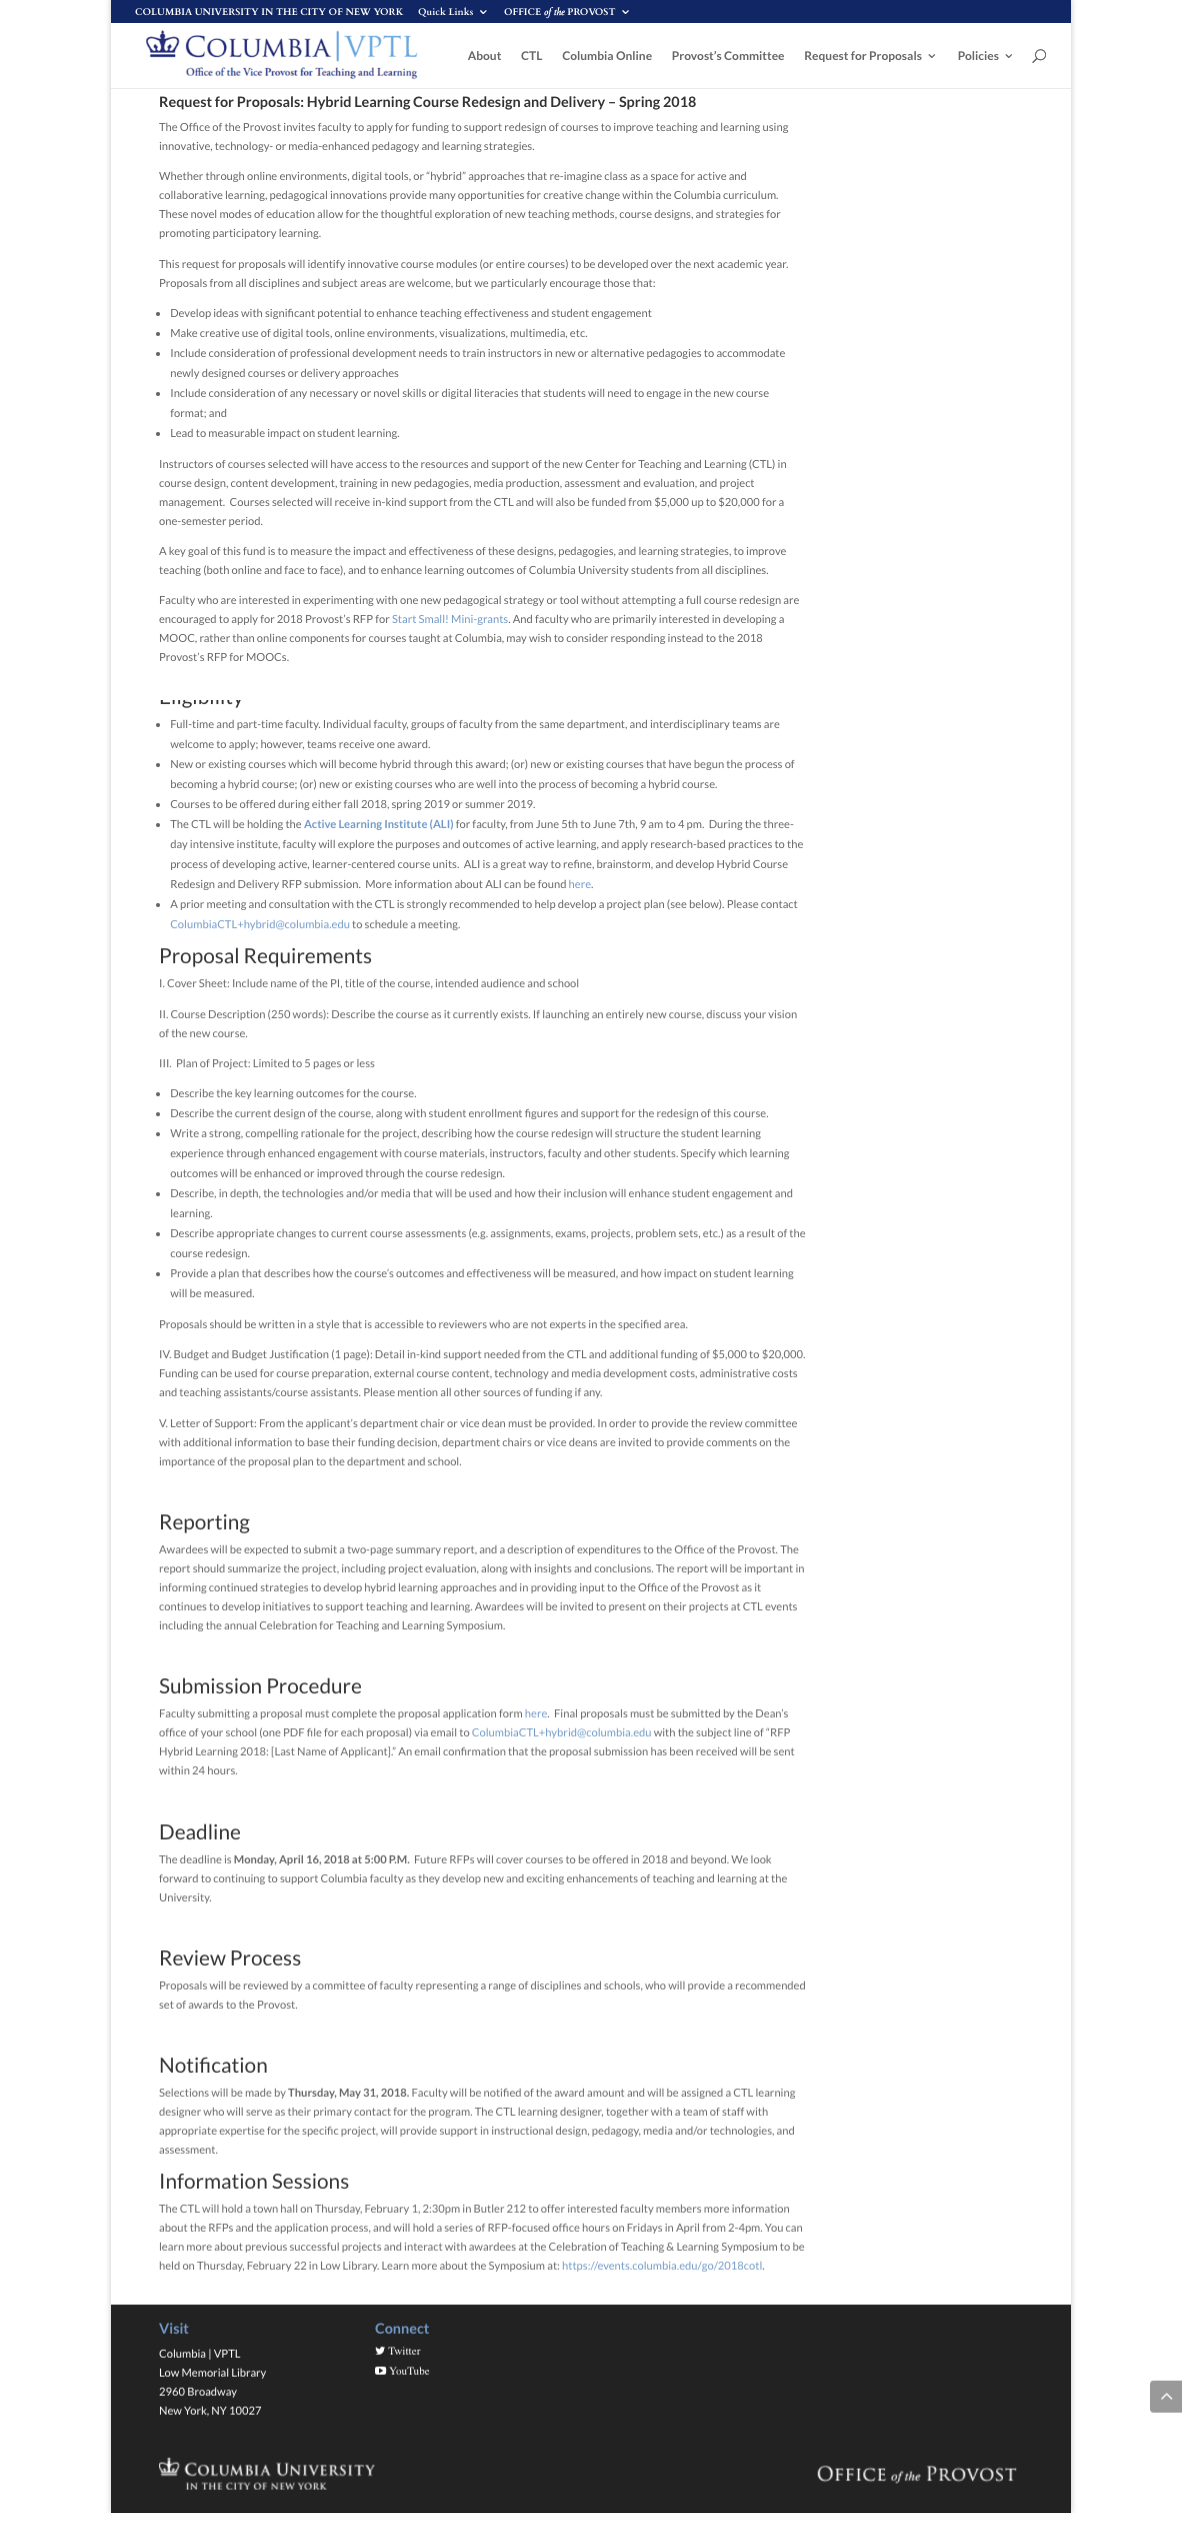 COLUMBIA UNIVERSITY IN THE CITY OF NEW YORK Quick Links OFFICE of the PROVOST
COLUMBIA|VPTL
Office of the Vice Provost for Teaching and Learning
About CTL Columbia Online Provost's Committee Request for Proposals Policies
Request for Proposals: Hybrid Learning Course Redesign and Delivery – Spring 2018
The Office of the Provost invites faculty to apply for funding to support redesign of courses to improve teaching and learning using
innovative, technology- or media-enhanced pedagogy and learning strategies.
Whether through online environments, digital tools, or “hybrid” approaches that re-imagine class as a space for active and
collaborative learning, pedagogical innovations provide many opportunities for creative change within the Columbia curriculum.
These novel modes of education allow for the thoughtful exploration of new teaching methods, course designs, and strategies for
promoting participatory learning.
This request for proposals will identify innovative course modules (or entire courses) to be developed over the next academic year.
Proposals from all disciplines and subject areas are welcome, but we particularly encourage those that:
• Develop ideas with significant potential to enhance teaching effectiveness and student engagement
• Make creative use of digital tools, online environments, visualizations, multimedia, etc.
• Include consideration of professional development needs to train instructors in new or alternative pedagogies to accommodate
newly designed courses or delivery approaches
• Include consideration of any necessary or novel skills or digital literacies that students will need to engage in the new course
format; and
• Lead to measurable impact on student learning.
Instructors of courses selected will have access to the resources and support of the new Center for Teaching and Learning (CTL) in
course design, content development, training in new pedagogies, media production, assessment and evaluation, and project
management.  Courses selected will receive in-kind support from the CTL and will also be funded from $5,000 up to $20,000 for a
one-semester period.
A key goal of this fund is to measure the impact and effectiveness of these designs, pedagogies, and learning strategies, to improve
teaching (both online and face to face), and to enhance learning outcomes of Columbia University students from all disciplines.
Faculty who are interested in experimenting with one new pedagogical strategy or tool without attempting a full course redesign are
encouraged to apply for 2018 Provost's RFP for Start Small! Mini-grants. And faculty who are primarily interested in developing a
MOOC, rather than online components for courses taught at Columbia, may wish to consider responding instead to the 2018
Provost's RFP for MOOCs.
Eligibility
• Full-time and part-time faculty. Individual faculty, groups of faculty from the same department, and interdisciplinary teams are
welcome to apply; however, teams receive one award.
• New or existing courses which will become hybrid through this award; (or) new or existing courses that have begun the process of
becoming a hybrid course; (or) new or existing courses who are well into the process of becoming a hybrid course.
• Courses to be offered during either fall 2018, spring 2019 or summer 2019.
• The CTL will be holding the Active Learning Institute (ALI) for faculty, from June 5th to June 7th, 9 am to 4 pm.  During the three-
day intensive institute, faculty will explore the purposes and outcomes of active learning, and apply research-based practices to the
process of developing active, learner-centered course units.  ALI is a great way to refine, brainstorm, and develop Hybrid Course
Redesign and Delivery RFP submission.  More information about ALI can be found here.
• A prior meeting and consultation with the CTL is strongly recommended to help develop a project plan (see below). Please contact
ColumbiaCTL+hybrid@columbia.edu to schedule a meeting.
Proposal Requirements
I. Cover Sheet: Include name of the PI, title of the course, intended audience and school
II. Course Description (250 words): Describe the course as it currently exists. If launching an entirely new course, discuss your vision
of the new course.
III.  Plan of Project: Limited to 5 pages or less
• Describe the key learning outcomes for the course.
• Describe the current design of the course, along with student enrollment figures and support for the redesign of this course.
• Write a strong, compelling rationale for the project, describing how the course redesign will structure the student learning
experience through enhanced engagement with course materials, instructors, faculty and other students. Specify which learning
outcomes will be enhanced or improved through the course redesign.
• Describe, in depth, the technologies and/or media that will be used and how their inclusion will enhance student engagement and
learning.
• Describe appropriate changes to current course assessments (e.g. assignments, exams, projects, problem sets, etc.) as a result of the
course redesign.
• Provide a plan that describes how the course's outcomes and effectiveness will be measured, and how impact on student learning
will be measured.
Proposals should be written in a style that is accessible to reviewers who are not experts in the specified area.
IV. Budget and Budget Justification (1 page): Detail in-kind support needed from the CTL and additional funding of $5,000 to $20,000.
Funding can be used for course preparation, external course content, technology and media development costs, administrative costs
and teaching assistants/course assistants. Please mention all other sources of funding if any.
V. Letter of Support: From the applicant's department chair or vice dean must be provided. In order to provide the review committee
with additional information to base their funding decision, department chairs or vice deans are invited to provide comments on the
importance of the proposal plan to the department and school.
Reporting
Awardees will be expected to submit a two-page summary report, and a description of expenditures to the Office of the Provost. The
report should summarize the project, including project evaluation, along with insights and conclusions. The report will be important in
informing continued strategies to develop hybrid learning approaches and in providing input to the Office of the Provost as it
continues to develop initiatives to support teaching and learning. Awardees will be invited to present on their projects at CTL events
including the annual Celebration for Teaching and Learning Symposium.
Submission Procedure
Faculty submitting a proposal must complete the proposal application form here.  Final proposals must be submitted by the Dean's
office of your school (one PDF file for each proposal) via email to ColumbiaCTL+hybrid@columbia.edu with the subject line of “RFP
Hybrid Learning 2018: [Last Name of Applicant].” An email confirmation that the proposal submission has been received will be sent
within 24 hours.
Deadline
The deadline is Monday, April 16, 2018 at 5:00 P.M.  Future RFPs will cover courses to be offered in 2018 and beyond. We look
forward to continuing to support Columbia faculty as they develop new and exciting enhancements of teaching and learning at the
University.
Review Process
Proposals will be reviewed by a committee of faculty representing a range of disciplines and schools, who will provide a recommended
set of awards to the Provost.
Notification
Selections will be made by Thursday, May 31, 2018. Faculty will be notified of the award amount and will be assigned a CTL learning
designer who will serve as their primary contact for the program. The CTL learning designer, together with a team of staff with
appropriate expertise for the specific project, will provide support in instructional design, pedagogy, media and/or technologies, and
assessment.
Information Sessions
The CTL will hold a town hall on Thursday, February 1, 2:30pm in Butler 212 to offer interested faculty members more information
about the RFPs and the application process, and will hold a series of RFP-focused office hours on Fridays in April from 2-4pm. You can
learn more about previous successful projects and interact with awardees at the Celebration of Teaching & Learning Symposium to be
held on Thursday, February 22 in Low Library. Learn more about the Symposium at: https://events.columbia.edu/go/2018cotl.
Visit Connect
Columbia | VPTL Twitter
Low Memorial Library YouTube
2960 Broadway
New York, NY 10027
COLUMBIA UNIVERSITY
IN THE CITY OF NEW YORK
OFFICE of the PROVOST